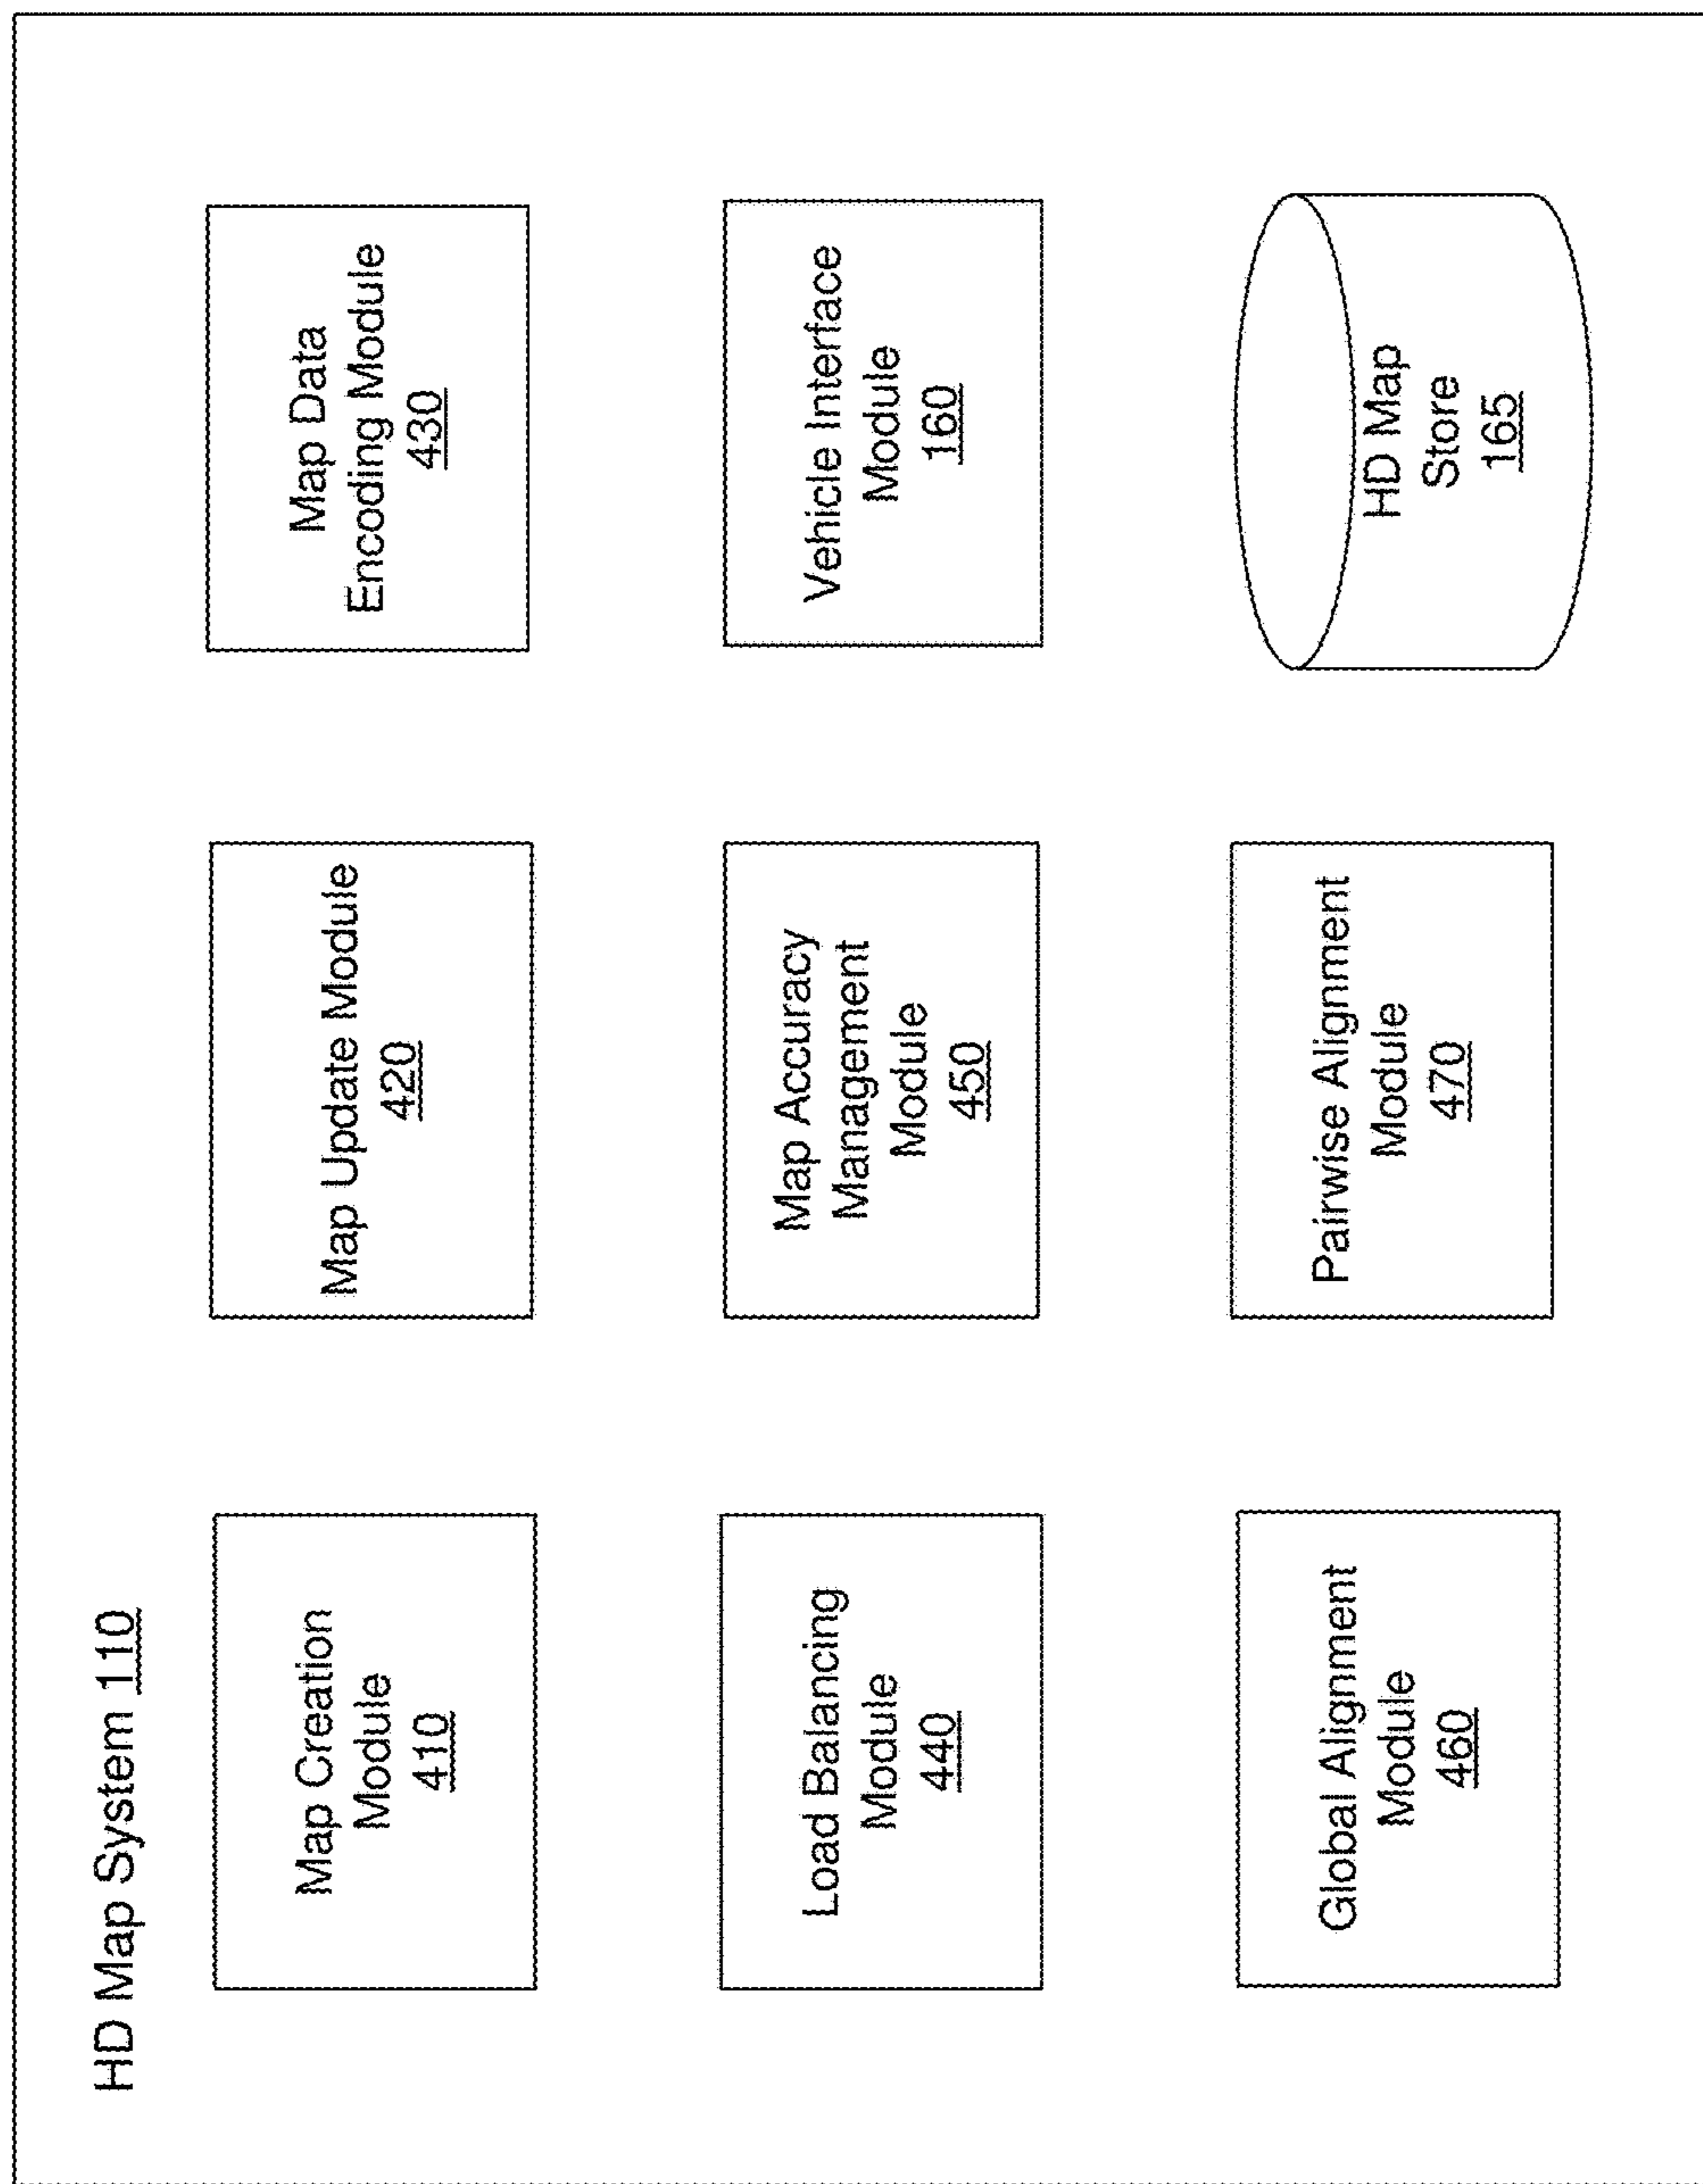 HD Map System 110
Map Creation
Module
410
Map Update Module
420
Map Data
Encoding Module
430
Load Balancing
Module
440
Map Accuracy
Management
Module
450
Vehicle Interface
Module
160
Global Alignment
Module
460
Pairwise Alignment
Module
470
HD Map
Store
165